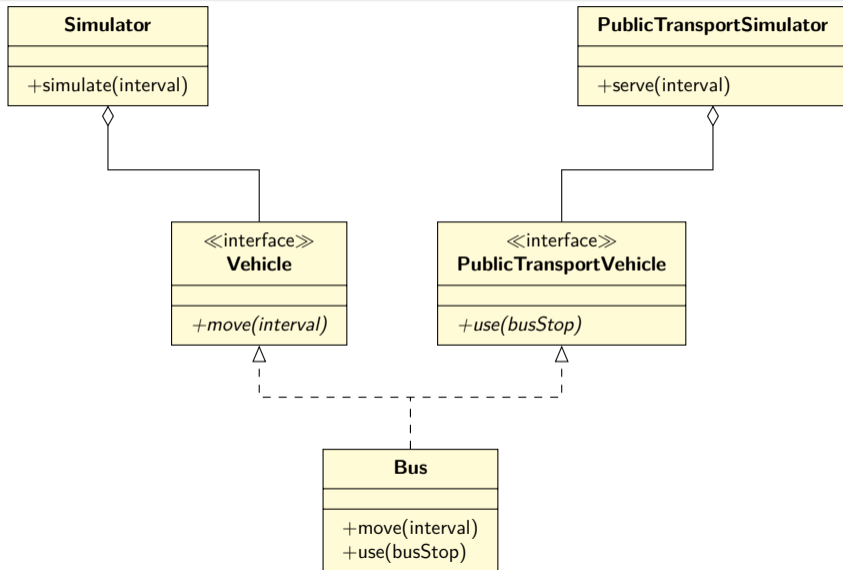 Simulator
+simulate(interval)
PublicTransportSimulator
+serve(interval)
≪interface≫
Vehicle
+move(interval)
≪interface≫
PublicTransportVehicle
+use(busStop)
Bus
+move(interval)
+use(busStop)